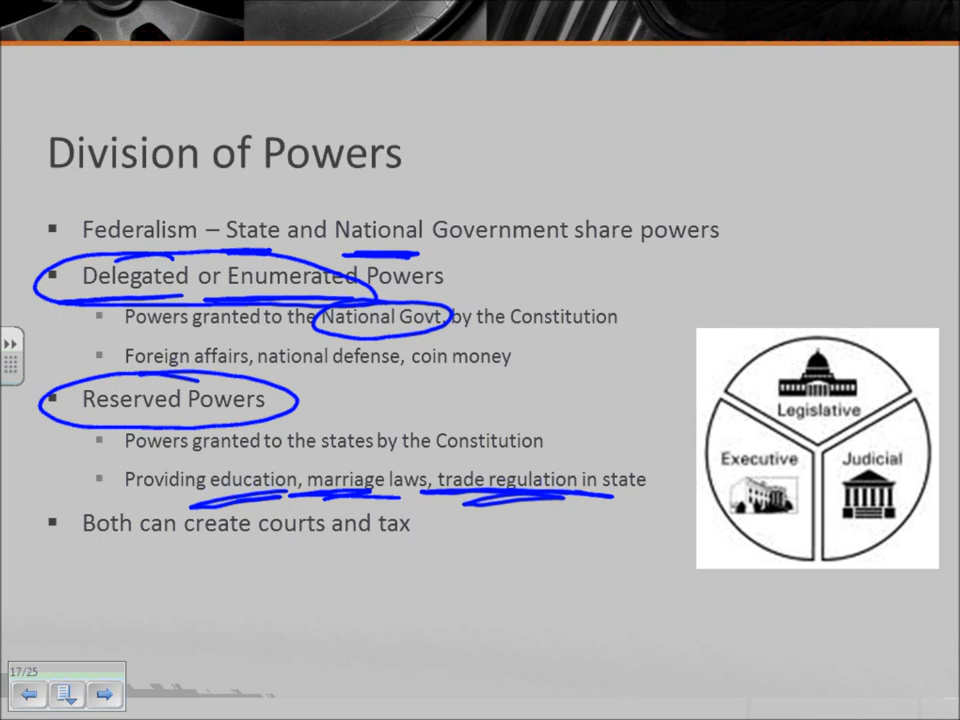 Division of Powers
▪ Federalism – State and National Government share powers
▪ Delegated or Enumerated Powers
▪ Powers granted to the National Govt. by the Constitution
▪ Foreign affairs, national defense, coin money
▪ Reserved Powers
▪ Powers granted to the states by the Constitution
▪ Providing education, marriage laws, trade regulation in state
▪ Both can create courts and tax
Legislative
Executive
Judicial
17/25